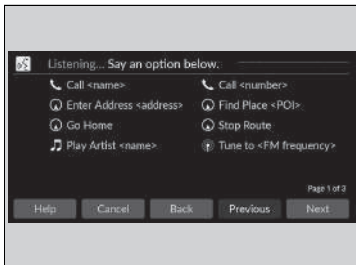 Listening... Say an option below.
Call <name> Call <number>
Enter Address <address> Find Place <POI>
Go Home Stop Route
Play Artist <name> Tune to <FM frequency>
Page 1 of 3
Help Cancel Back Previous Next